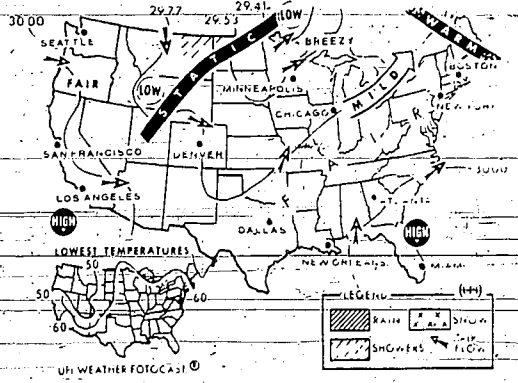 30.00 29.77 29.53 29.41 LOW
SEATTLE
BREEZY
WARM
FAIR
LOW
STATIC
MINNEAPOLIS
MILD
BOSTON
NEW YORK
CHICAGO
SAN FRANCISCO
DENVER
FAIR
LOS ANGELES
ATLANTA
HIGH
DALLAS
HIGH
LOWEST TEMPERATURES
NEW ORLEANS
MIAMI
50
50
60
60
LEGEND
RAIN
SNOW
SHOWERS
AIR FLOW
UPI WEATHER FOTOCAST ®